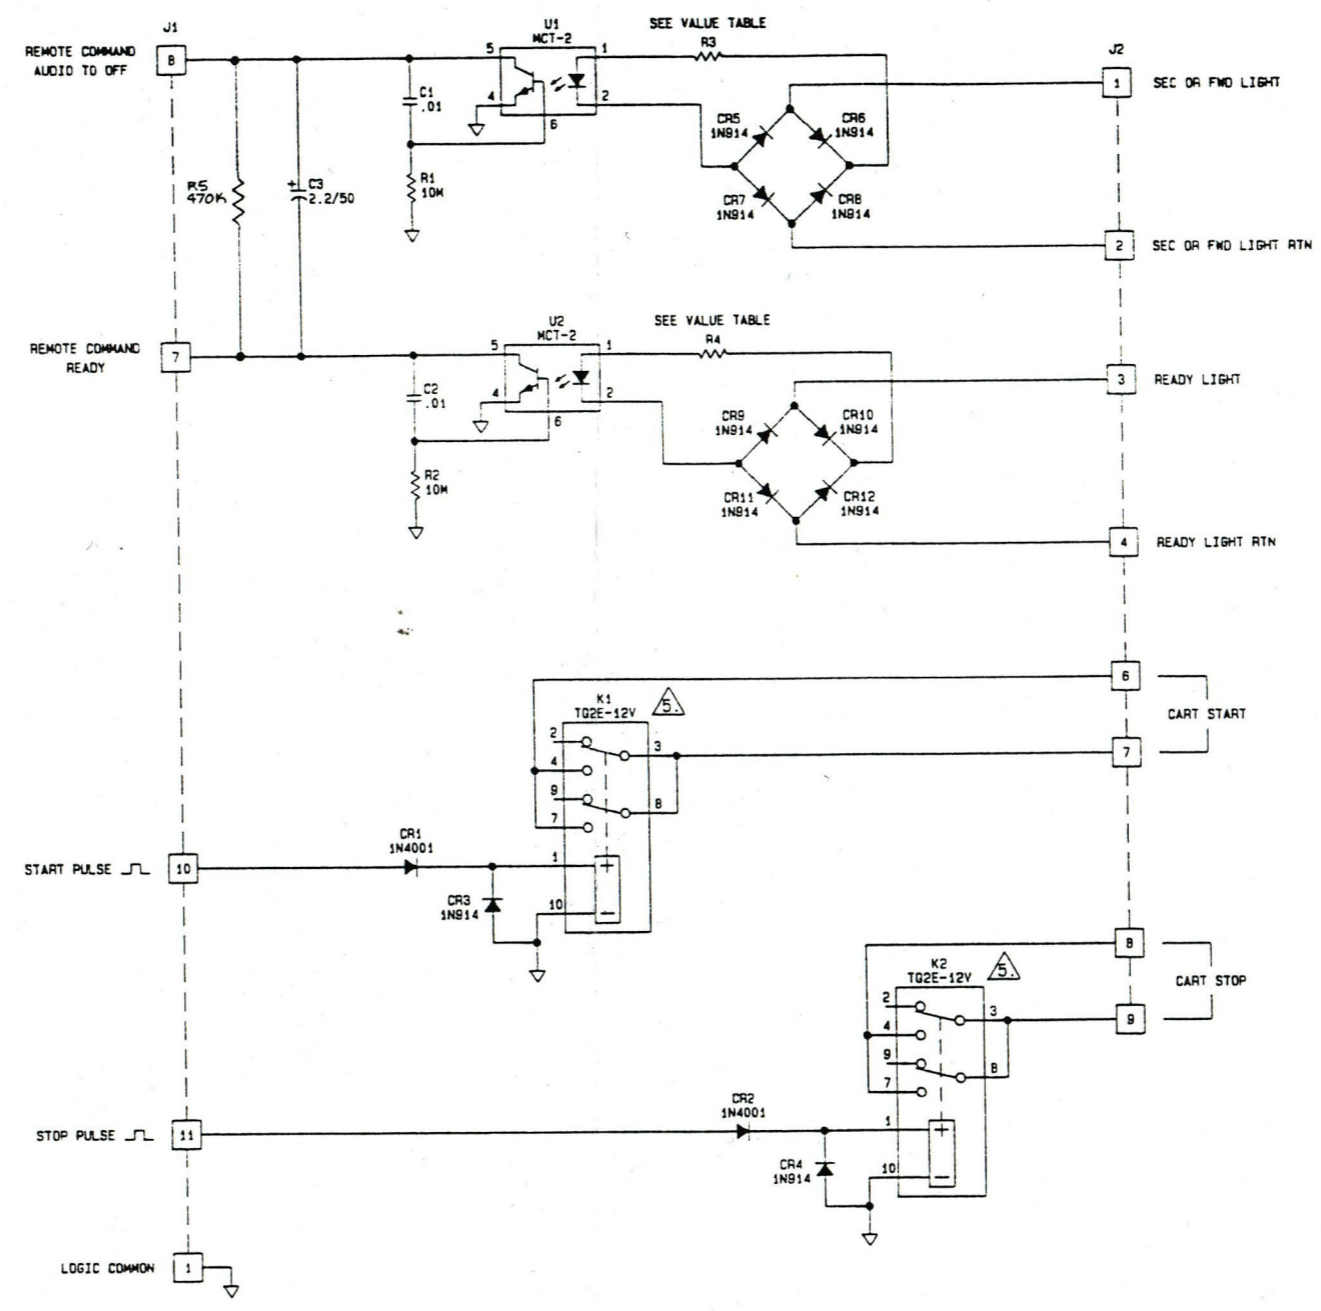 J1
8
REMOTE COMMAND
AUDIO TO OFF
U1
MCT-2
5
1
4
2
6
SEE VALUE TABLE
R3
J2
1
SEC OR FWD LIGHT
C1
.01
R1
10M
R5
470K
+
C3
2.2/50
CR5
1N914
CR6
1N914
CR7
1N914
CR8
1N914
2
SEC OR FWD LIGHT RTN
REMOTE COMMAND
READY
7
U2
MCT-2
5
1
4
2
6
SEE VALUE TABLE
R4
3
READY LIGHT
C2
.01
R2
10M
CR9
1N914
CR10
1N914
CR11
1N914
CR12
1N914
4
READY LIGHT RTN
6
CART START
7
K1
TQ2E-12V
5.
2
3
4
9
8
7
1
+
10
-
START PULSE
10
CR1
1N4001
CR3
1N914
8
CART STOP
9
K2
TQ2E-12V
5.
2
3
4
9
8
7
1
+
10
-
STOP PULSE
11
CR2
1N4001
CR4
1N914
LOGIC COMMON
1